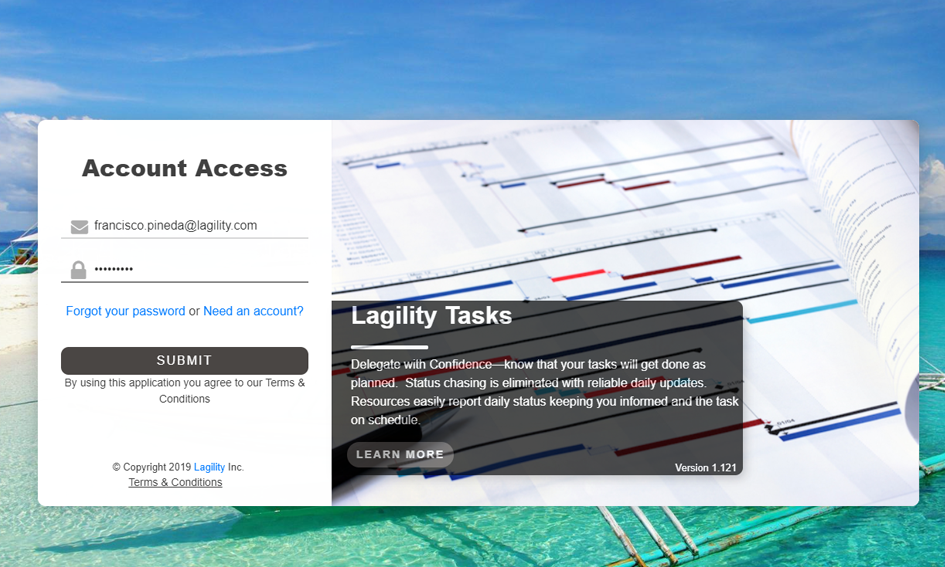 Account Access
francisco.pineda@lagility.com
•••••••••
Forgot your password or Need an account?
SUBMIT
By using this application you agree to our Terms &
Conditions
© Copyright 2019 Lagility Inc.
Terms & Conditions
Lagility Tasks
Delegate with Confidence—know that your tasks will get done as
planned.  Status chasing is eliminated with reliable daily updates.
Resources easily report daily status keeping you informed and the task
on schedule.
LEARN MORE
Version 1.121